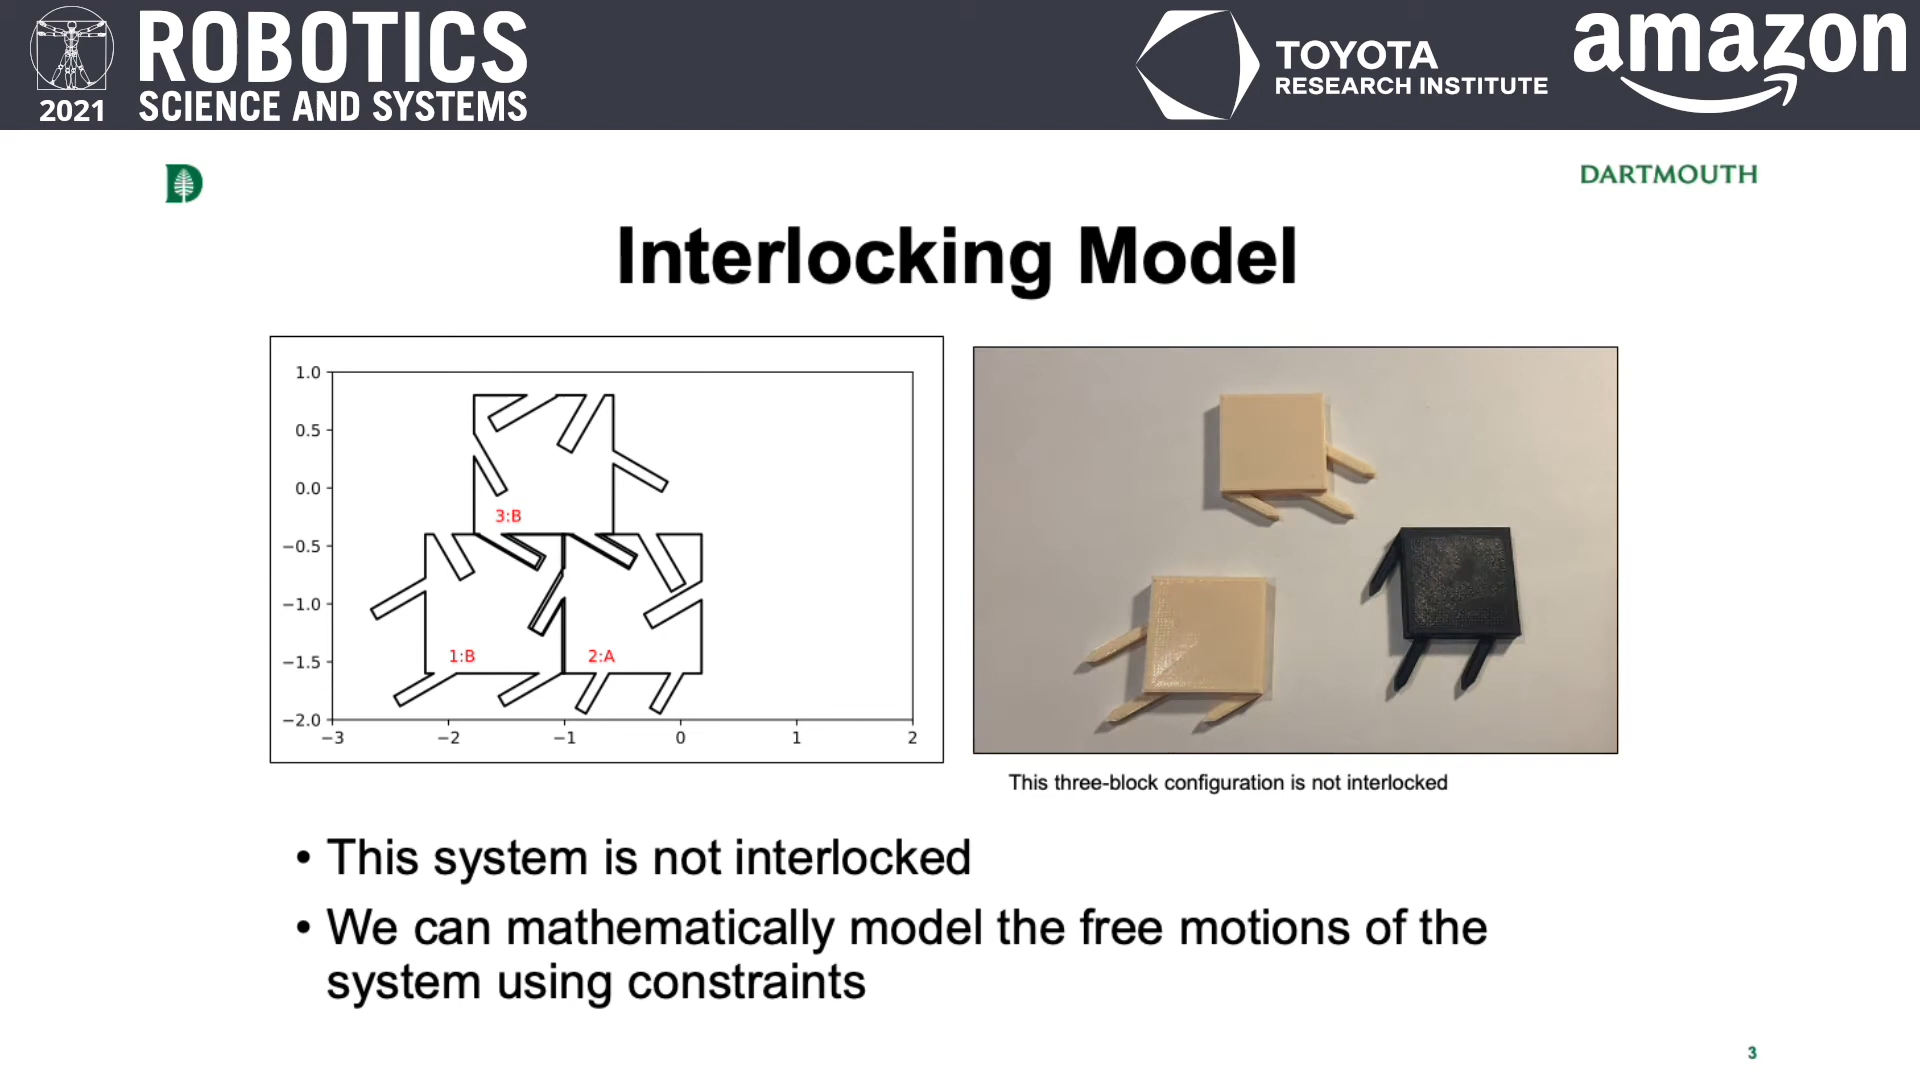 ROBOTICS
SCIENCE AND SYSTEMS
2021
TOYOTA
RESEARCH INSTITUTE
amazon
D
DARTMOUTH
Interlocking Model
1.0
0.5
0.0
−0.5
−1.0
−1.5
−2.0
−3
−2
−1
0
1
2
3:B
1:B
2:A
This three-block configuration is not interlocked
• This system is not interlocked
• We can mathematically model the free motions of the
system using constraints
3